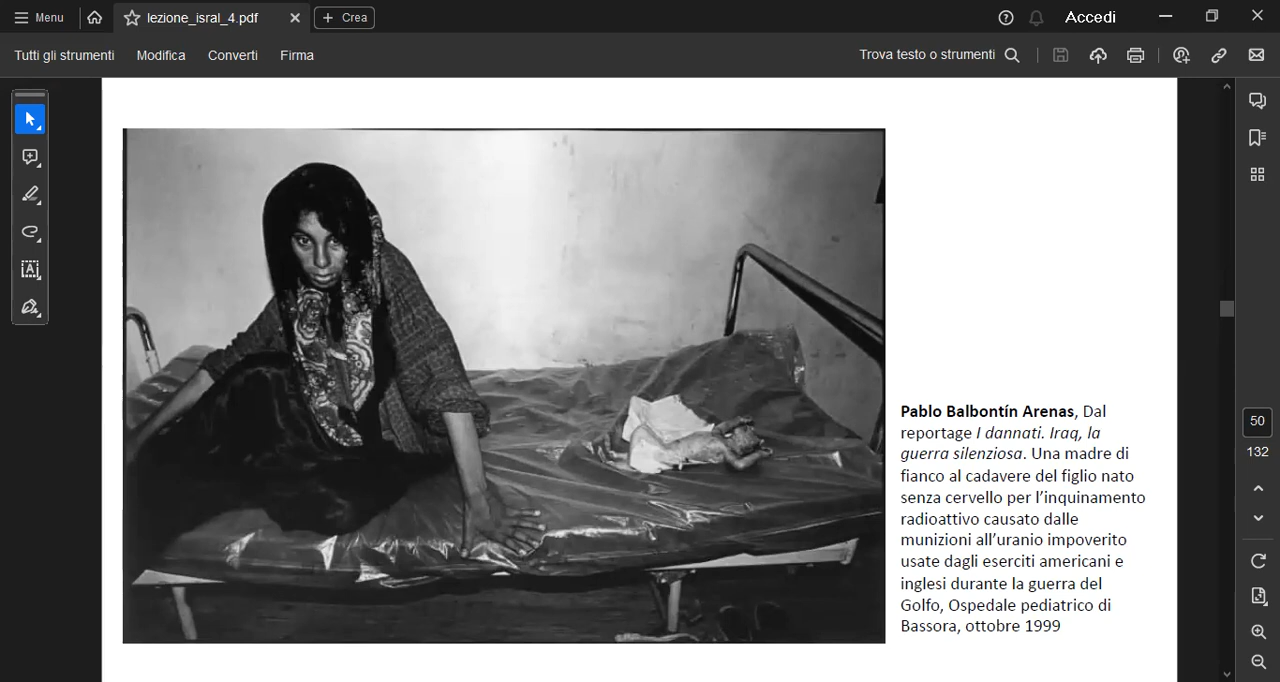 Menu
lezione_isral_4.pdf
Crea
Accedi
Tutti gli strumenti
Modifica
Converti
Firma
Trova testo o strumenti
Pablo Balbontín Arenas, Dal
reportage I dannati. Iraq, la
guerra silenziosa. Una madre di
fianco al cadavere del figlio nato
senza cervello per l’inquinamento
radioattivo causato dalle
munizioni all’uranio impoverito
usate dagli eserciti americani e
inglesi durante la guerra del
Golfo, Ospedale pediatrico di
Bassora, ottobre 1999
50
132